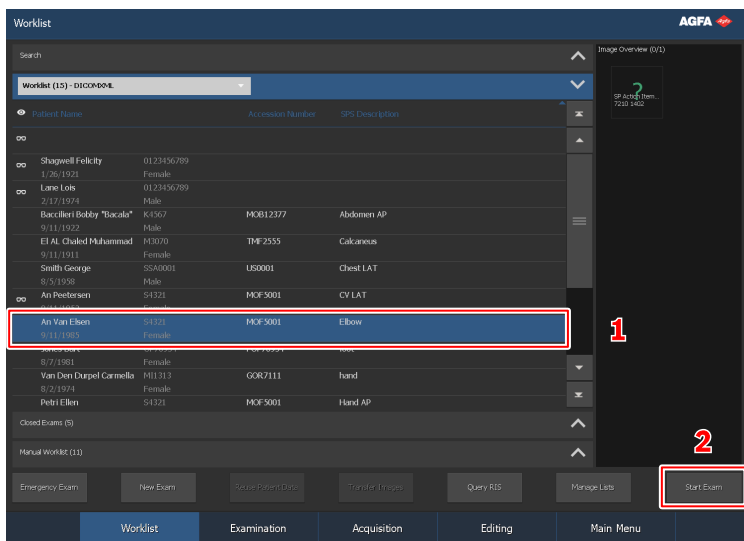 Worklist
AGFA
Search
Image Overview (0/1)
Worklist (15) - DICOMXML
?
SP Action Item...
7210 1402
Patient Name Accession Number SPS Description
Shagwell Felicity 0123456789
1/26/1921 Female
Lane Lois 0123456789
2/17/1974 Male
Baccilieri Bobby "Bacala" K4567 MOB12377 Abdomen AP
9/11/1922 Male
El AL Chaled Muhammad M3070 TMF2555 Calcaneus
9/11/1911 Female
Smith George SSA0001 US0001 Chest LAT
8/5/1958 Male
An Peetersen S4321 MOF5001 CV LAT
An Van Elsen S4321 MOF5001 Elbow
9/11/1985 Female
1
8/7/1981 Female
Van Den Durpel Carmella MI1313 GOR7111 hand
8/2/1974 Female
Petri Ellen S4321 MOF5001 Hand AP
Closed Exams (5)
Manual Worklist (11)
2
Emergency Exam New Exam Reuse Patient Data Transfer Images Query RIS Manage Lists Start Exam
Worklist Examination Acquisition Editing Main Menu